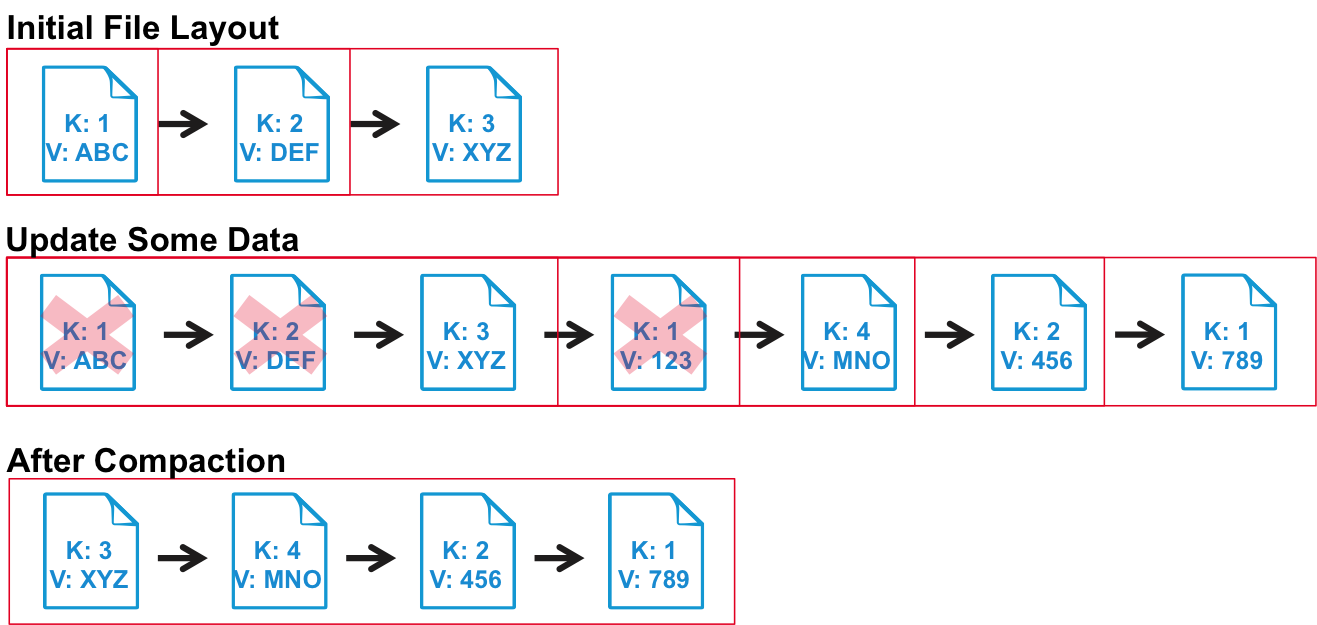 Initial File Layout
K: 1
V: ABC
K: 2
V: DEF
K: 3
V: XYZ
Update Some Data
K: 1
V: ABC
K: 2
V: DEF
K: 3
V: XYZ
K: 1
V: 123
K: 4
V: MNO
K: 2
V: 456
K: 1
V: 789
After Compaction
K: 3
V: XYZ
K: 4
V: MNO
K: 2
V: 456
K: 1
V: 789